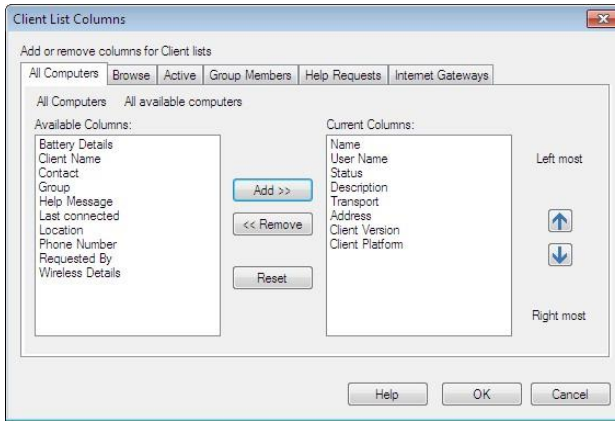 Client List Columns
Add or remove columns for Client lists
All Computers Browse Active Group Members Help Requests Internet Gateways
All Computers All available computers
Available Columns:
Battery Details
Client Name
Contact
Group
Help Message
Last connected
Location
Phone Number
Requested By
Wireless Details
Add >>
<< Remove
Reset
Current Columns:
Name
User Name
Status
Description
Transport
Address
Client Version
Client Platform
Left most
Right most
Help OK Cancel